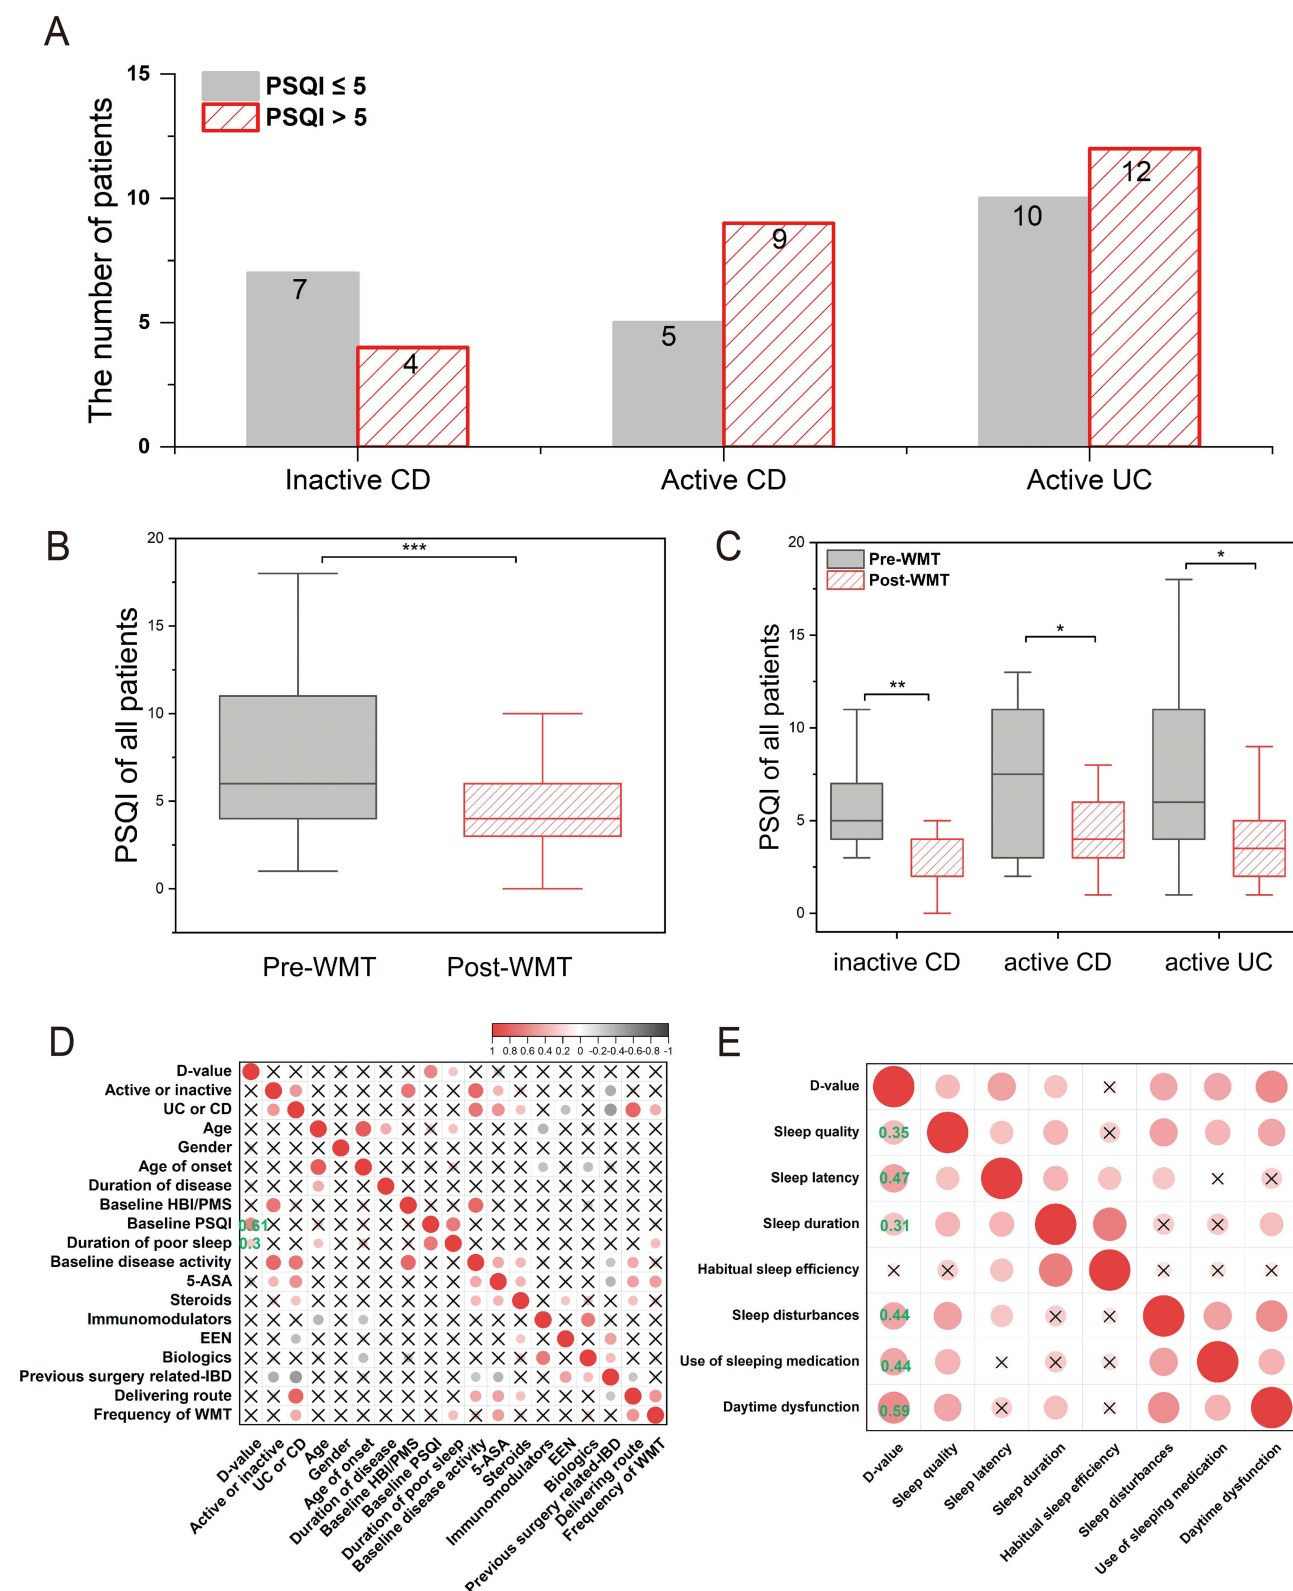 A
The number of patients
15
10
5
0
PSQI ≤ 5
PSQI > 5
7
4
5
9
10
12
Inactive CD
Active CD
Active UC
B
PSQI of all patients
20
15
10
5
0
***
Pre-WMT
Post-WMT
C
PSQI of all patients
20
15
10
5
0
Pre-WMT
Post-WMT
**
*
*
inactive CD
active CD
active UC
D
1 0.8 0.6 0.4 0.2 0 -0.2 -0.4 -0.6 -0.8 -1
D-value
Active or inactive
UC or CD
Age
Gender
Age of onset
Duration of disease
Baseline HBI/PMS
Baseline PSQI
0.61
Duration of poor sleep
0.3
Baseline disease activity
5-ASA
Steroids
Immunomodulators
EEN
Biologics
Previous surgery related-IBD
Delivering route
Frequency of WMT
D-value
Active or inactive
UC or CD
Age
Gender
Age of onset
Duration of disease
Baseline HBI/PMS
Baseline PSQI
Duration of poor sleep
Baseline disease activity
5-ASA
Steroids
Immunomodulators
EEN
Biologics
Previous surgery related-IBD
Delivering route
Frequency of WMT
E
D-value
Sleep quality
0.35
Sleep latency
0.47
Sleep duration
0.31
Habitual sleep efficiency
Sleep disturbances
0.44
Use of sleeping medication
0.44
Daytime dysfunction
0.59
D-value
Sleep quality
Sleep latency
Sleep duration
Habitual sleep efficiency
Sleep disturbances
Use of sleeping medication
Daytime dysfunction